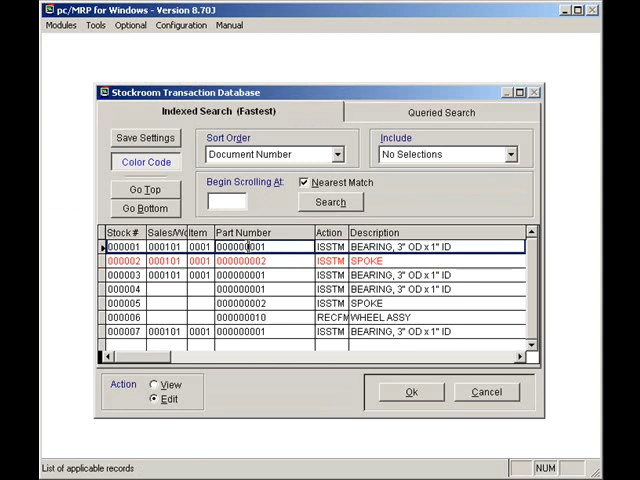 pc/MRP for Windows - Version 8.70J
Modules Tools Optional Configuration Manual
Stockroom Transaction Database
Indexed Search (Fastest) Queried Search
Save Settings
Color Code
Go Top
Go Bottom
Sort Order
Document Number
Include
No Selections
Begin Scrolling At:
Nearest Match
Search
Stock # Sales/Wo Item Part Number Action Description
000001 000101 0001 000000001 ISSTM BEARING, 3" OD x 1" ID
000002 000101 0001 000000002 ISSTM SPOKE
000003 000101 0001 000000001 ISSTM BEARING, 3" OD x 1" ID
000004 000000001 ISSTM BEARING, 3" OD x 1" ID
000005 000000002 ISSTM SPOKE
000006 000000010 RECFM WHEEL ASSY
000007 000101 0001 000000001 ISSTM BEARING, 3" OD x 1" ID
Action
View
Edit
Ok Cancel
List of applicable records NUM